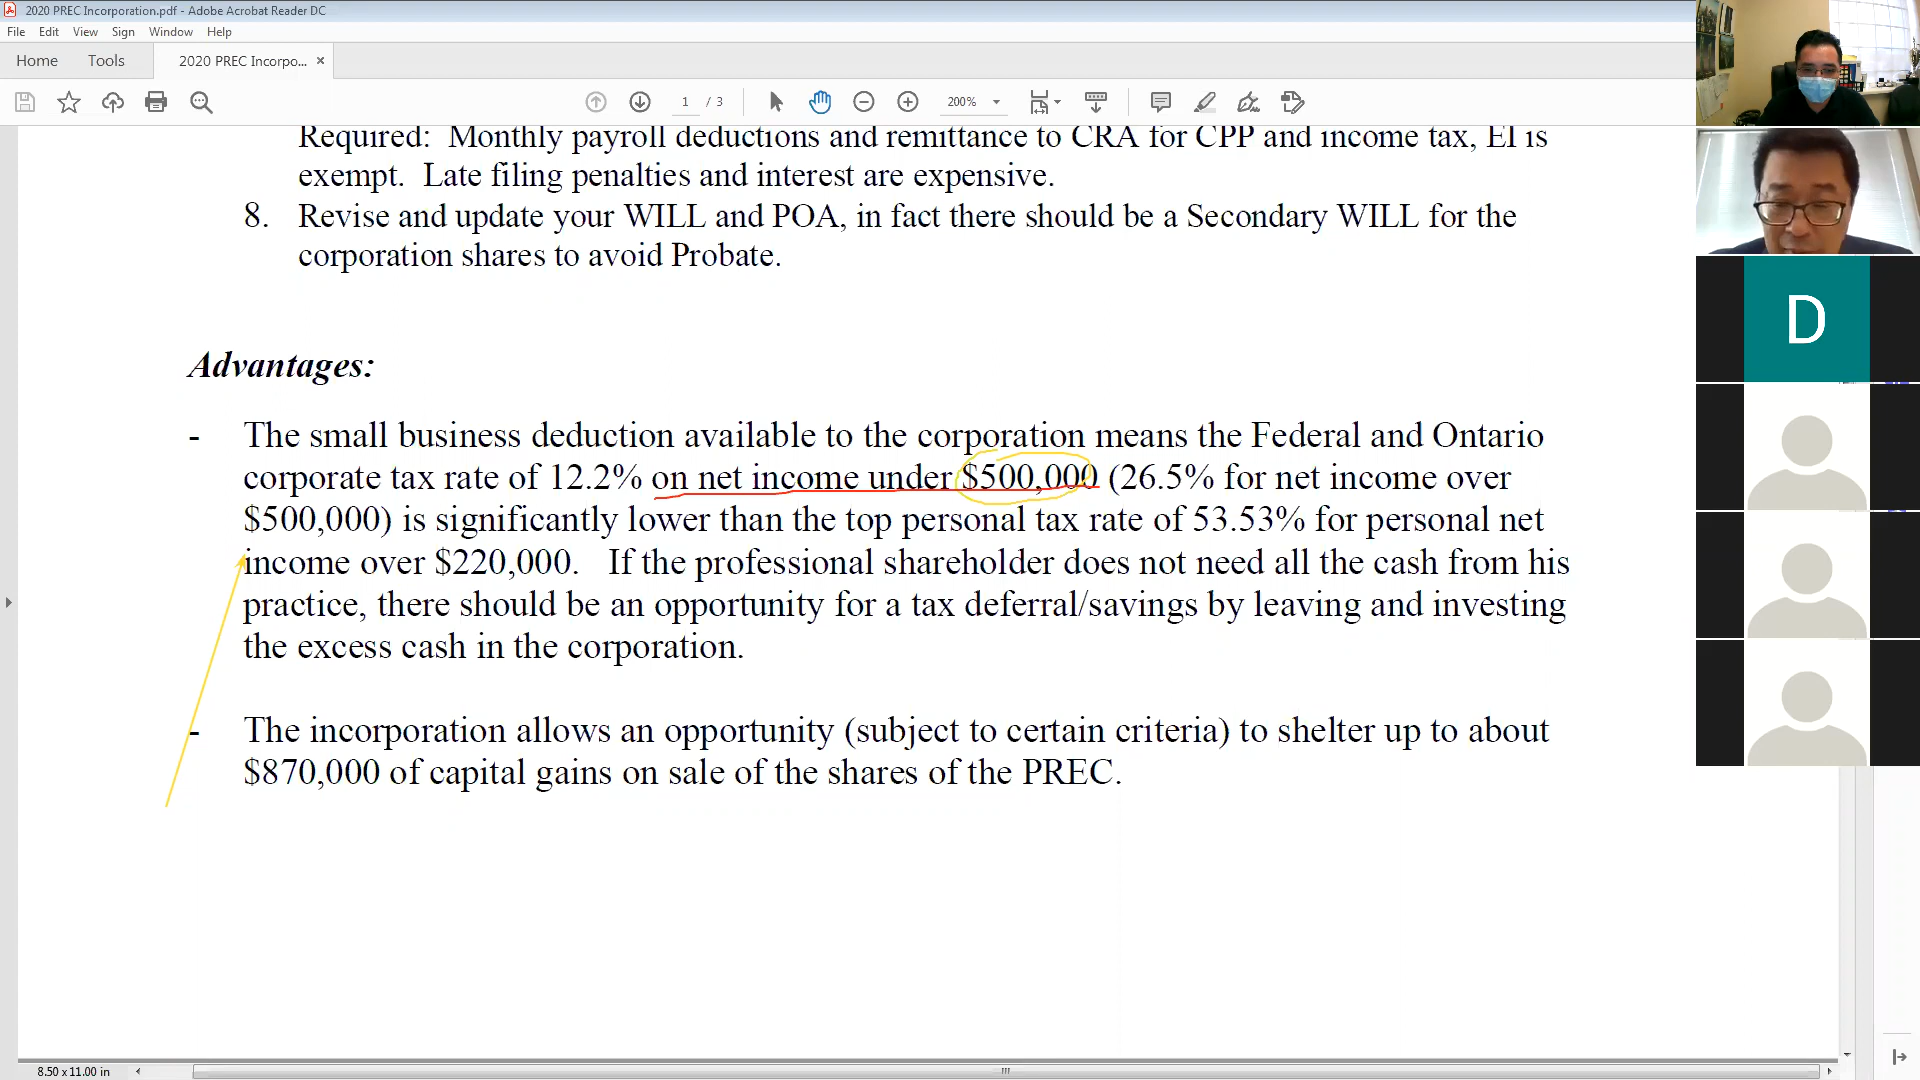 2020 PREC Incorporation.pdf - Adobe Acrobat Reader DC
File Edit View Sign Window Help
Home Tools 2020 PREC Incorpo... ×
1 / 3 200%
Required: Monthly payroll deductions and remittance to CRA for CPP and income tax, EI is
exempt. Late filing penalties and interest are expensive.
8. Revise and update your WILL and POA, in fact there should be a Secondary WILL for the
corporation shares to avoid Probate.
Advantages:
- The small business deduction available to the corporation means the Federal and Ontario
corporate tax rate of 12.2% on net income under $500,000 (26.5% for net income over
$500,000) is significantly lower than the top personal tax rate of 53.53% for personal net
income over $220,000. If the professional shareholder does not need all the cash from his
practice, there should be an opportunity for a tax deferral/savings by leaving and investing
the excess cash in the corporation.
- The incorporation allows an opportunity (subject to certain criteria) to shelter up to about
$870,000 of capital gains on sale of the shares of the PREC.
8.50 x 11.00 in
D